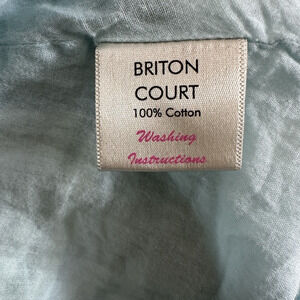 BRITON
COURT
100% Cotton
Washing
Instructions